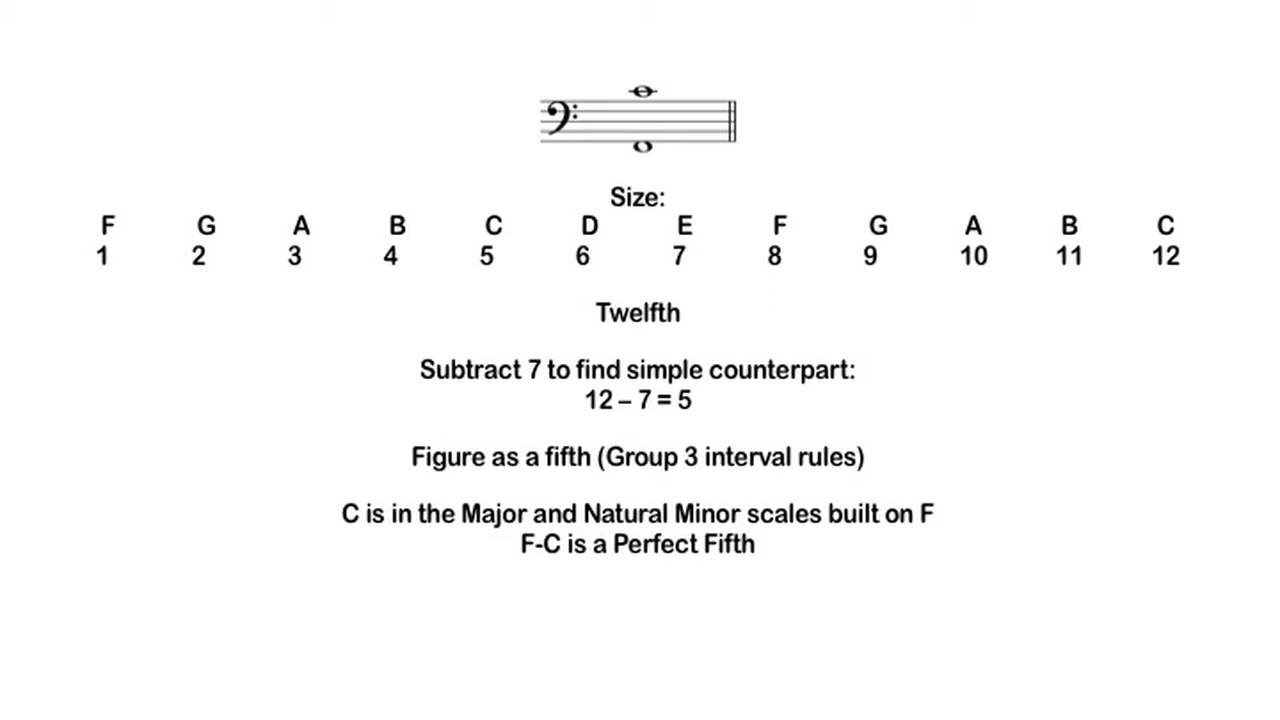 Size:
F G A B C D E F G A B C
1 2 3 4 5 6 7 8 9 10 11 12
Twelfth
Subtract 7 to find simple counterpart:
12 – 7 = 5
Figure as a fifth (Group 3 interval rules)
C is in the Major and Natural Minor scales built on F
F-C is a Perfect Fifth